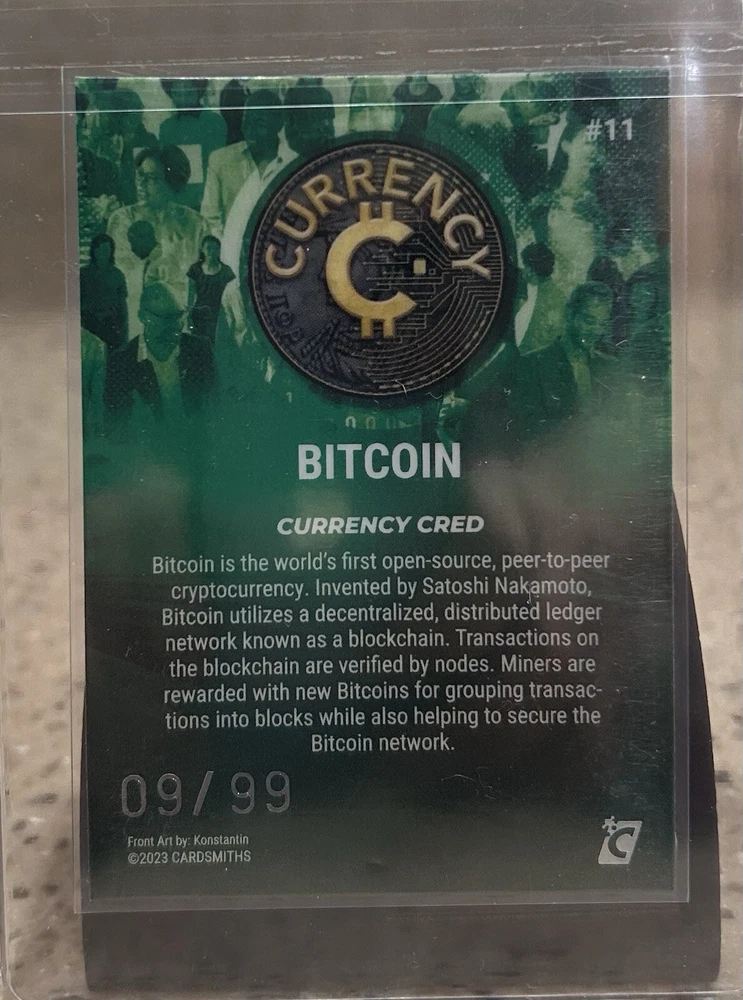 #11
CURRENCY
C
BITCOIN
CURRENCY CRED
Bitcoin is the world's first open-source, peer-to-peer
cryptocurrency. Invented by Satoshi Nakamoto,
Bitcoin utilizes a decentralized, distributed ledger
network known as a blockchain. Transactions on
the blockchain are verified by nodes. Miners are
rewarded with new Bitcoins for grouping transac-
tions into blocks while also helping to secure the
Bitcoin network.
09/99
Front Art by: Konstantin
©2023 CARDSMITHS
C